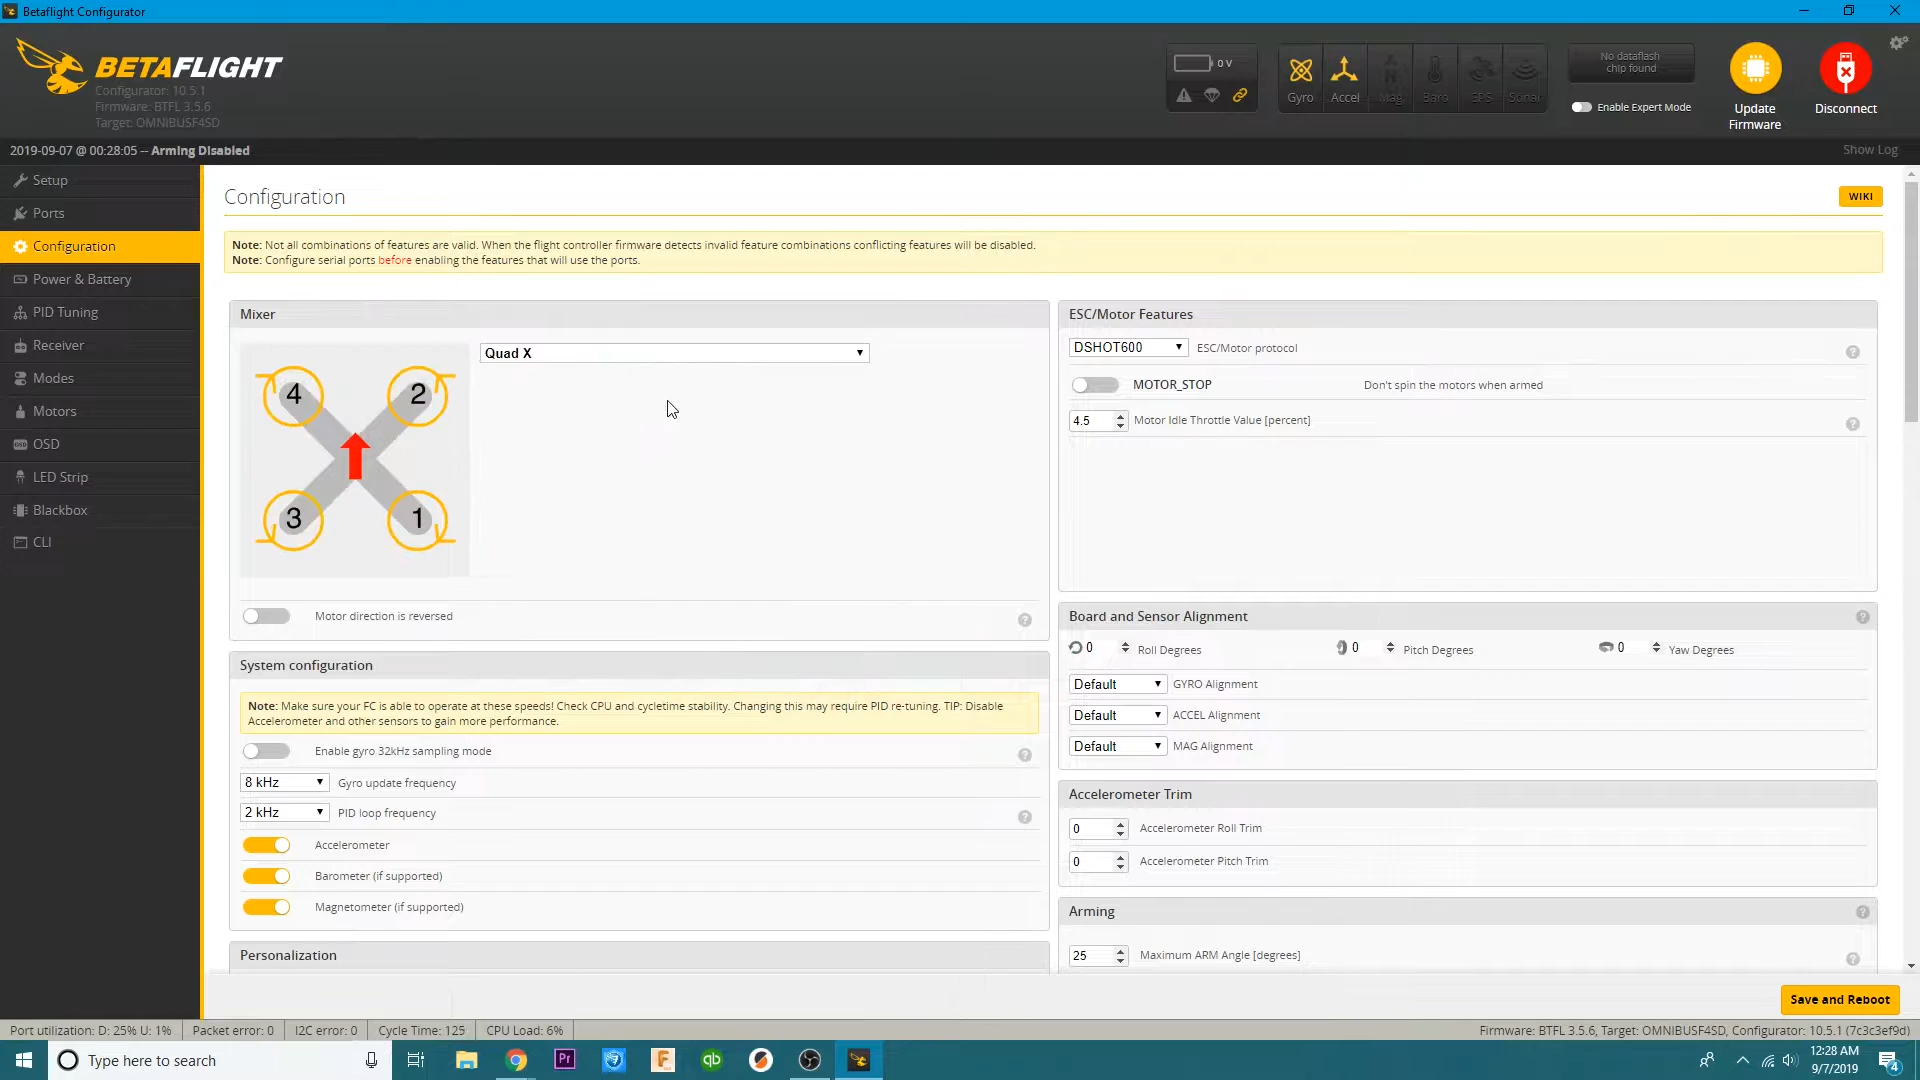 Betaflight Configurator
BETAFLIGHT
Configurator: 10.5.1
Firmware: BTFL 3.5.6
Target: OMNIBUSF4SD
0 V
Gyro
Accel
Mag
Baro
GPS
Sonar
No dataflash
chip found
Enable Expert Mode
Update
Firmware
Disconnect
2019-09-07 @ 00:28:05 -- Arming Disabled
Show Log
Setup
Ports
Configuration
Power & Battery
PID Tuning
Receiver
Modes
Motors
OSD
LED Strip
Blackbox
CLI
Configuration
WIKI
Note: Not all combinations of features are valid. When the flight controller firmware detects invalid feature combinations conflicting features will be disabled.
Note: Configure serial ports before enabling the features that will use the ports.
Mixer
Quad X
4
2
3
1
Motor direction is reversed
?
System configuration
Note: Make sure your FC is able to operate at these speeds! Check CPU and cycletime stability. Changing this may require PID re-tuning. TIP: Disable
Accelerometer and other sensors to gain more performance.
Enable gyro 32kHz sampling mode
?
8 kHz Gyro update frequency
2 kHz PID loop frequency
?
Accelerometer
Barometer (if supported)
Magnetometer (if supported)
Personalization
ESC/Motor Features
DSHOT600 ESC/Motor protocol
?
MOTOR_STOP Don't spin the motors when armed
4.5 Motor Idle Throttle Value [percent]
?
Board and Sensor Alignment
?
0 Roll Degrees
0 Pitch Degrees
0 Yaw Degrees
Default GYRO Alignment
Default ACCEL Alignment
Default MAG Alignment
Accelerometer Trim
0 Accelerometer Roll Trim
0 Accelerometer Pitch Trim
Arming
?
25 Maximum ARM Angle [degrees]
?
Save and Reboot
Port utilization: D: 25% U: 1%
Packet error: 0
I2C error: 0
Cycle Time: 125
CPU Load: 6%
Firmware: BTFL 3.5.6, Target: OMNIBUSF4SD, Configurator: 10.5.1 (7c3c3ef9d)
Type here to search
Pr
F
qb
12:28 AM
9/7/2019
4